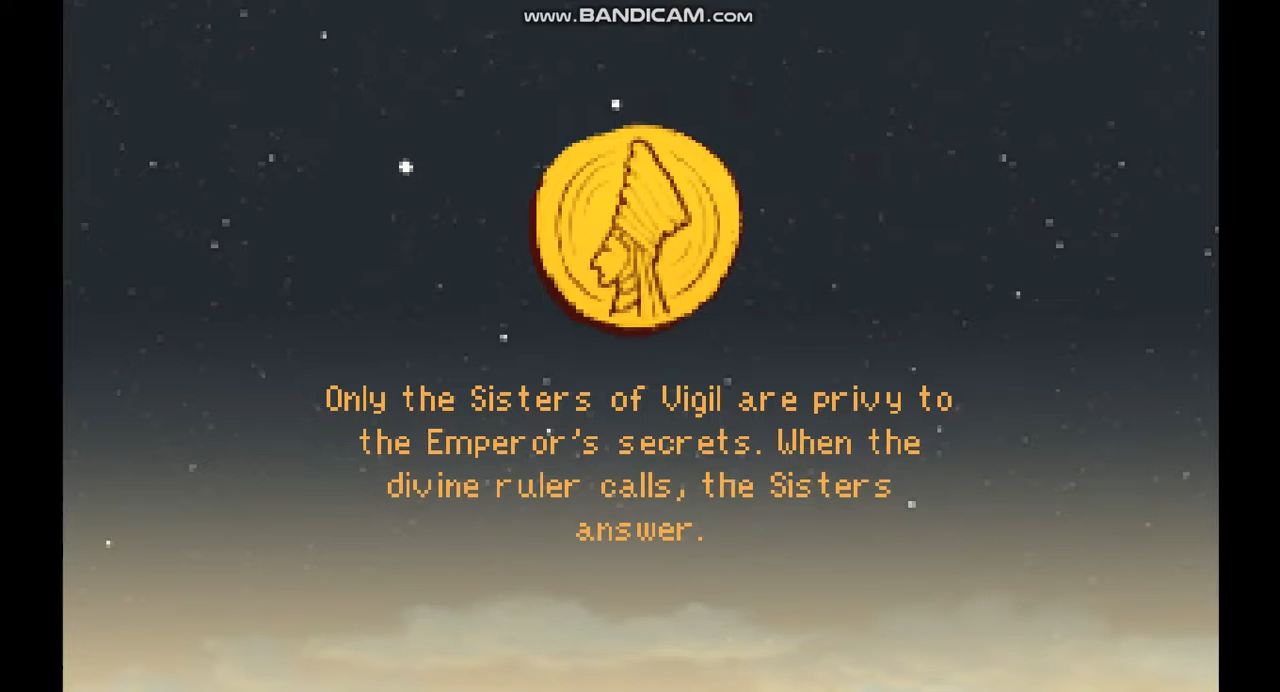 www.BANDICAM.com
Only the Sisters of Vigil are privy to
the Emperor's secrets. When the
divine ruler calls, the Sisters
answer.